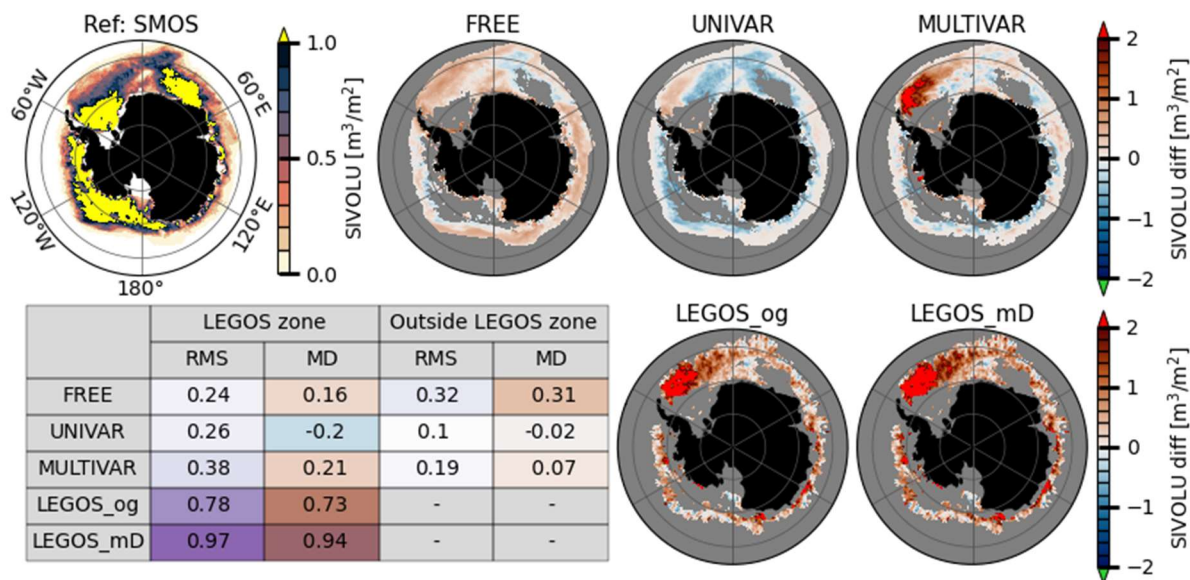 Ref: SMOS
FREE
UNIVAR
MULTIVAR
60°W
60°E
120°W
120°E
180°
1.0
0.5
0.0
SIVOLU [m³/m²]
2
1
0
−1
−2
SIVOLU diff [m³/m²]
LEGOS zone Outside LEGOS zone
RMS MD RMS MD
FREE 0.24 0.16 0.32 0.31
UNIVAR 0.26 -0.2 0.1 -0.02
MULTIVAR 0.38 0.21 0.19 0.07
LEGOS_og 0.78 0.73 - -
LEGOS_mD 0.97 0.94 - -
LEGOS_og
LEGOS_mD
2
1
0
−1
−2
SIVOLU diff [m³/m²]